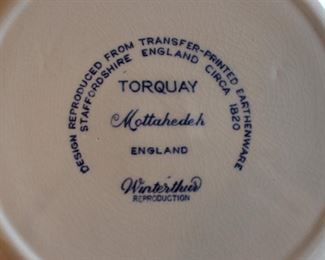 DESIGN REPRODUCED FROM TRANSFER-PRINTED EARTHENWARE
STAFFORDSHIRE ENGLAND CIRCA 1820
TORQUAY
Mottahedeh
ENGLAND
Winterthur
REPRODUCTION